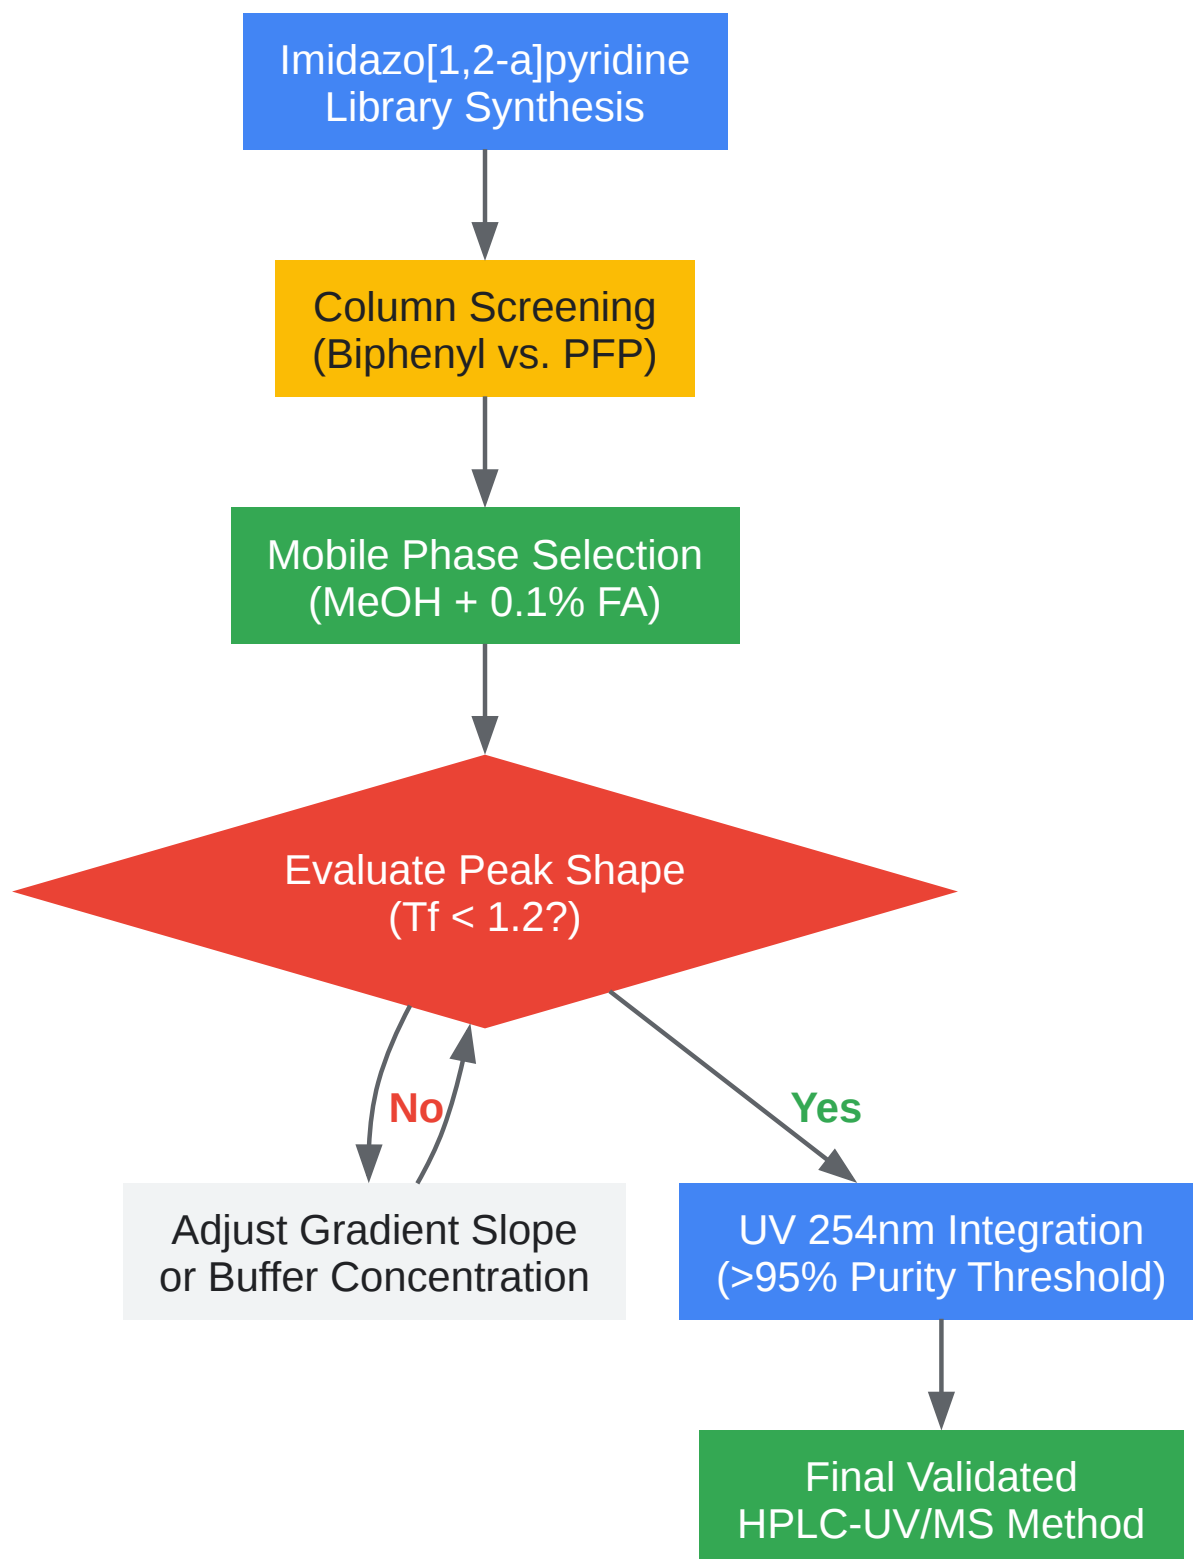 Imidazo[1,2-a]pyridine
Library Synthesis
Column Screening
(Biphenyl vs. PFP)
Mobile Phase Selection
(MeOH + 0.1% FA)
Evaluate Peak Shape
(Tf < 1.2?)
No
Yes
Adjust Gradient Slope
or Buffer Concentration
UV 254nm Integration
(>95% Purity Threshold)
Final Validated
HPLC-UV/MS Method